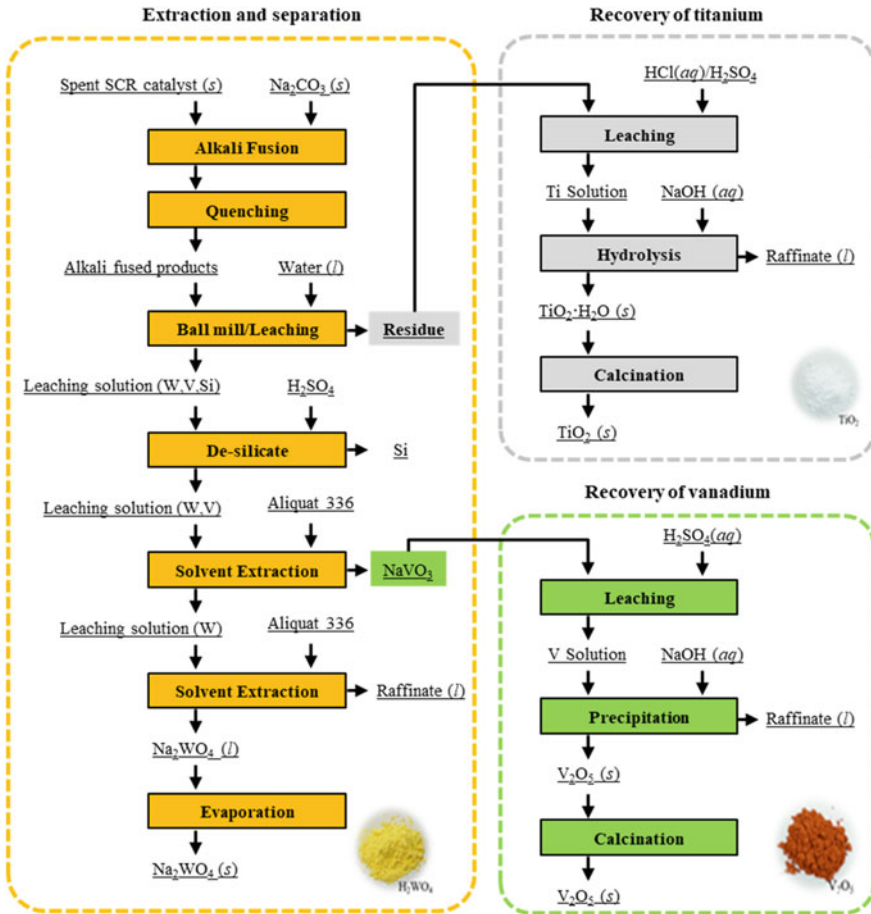 Extraction and separation
Spent SCR catalyst (s)
Na₂CO₃ (s)
Alkali Fusion
Quenching
Alkali fused products
Water (l)
Ball mill/Leaching
Residue
Leaching solution (W,V,Si)
H₂SO₄
De-silicate
Si
Leaching solution (W,V)
Aliquat 336
Solvent Extraction
NaVO₃
Leaching solution (W)
Aliquat 336
Solvent Extraction
Raffinate (l)
Na₂WO₄ (l)
Evaporation
Na₂WO₄ (s)
H₂WO₄
Recovery of titanium
HCl(aq)/H₂SO₄
Leaching
Ti Solution
NaOH (aq)
Hydrolysis
Raffinate (l)
TiO₂·H₂O (s)
Calcination
TiO₂ (s)
TiO₂
Recovery of vanadium
H₂SO₄(aq)
Leaching
V Solution
NaOH (aq)
Precipitation
Raffinate (l)
V₂O₅ (s)
Calcination
V₂O₅ (s)
V₂O₅